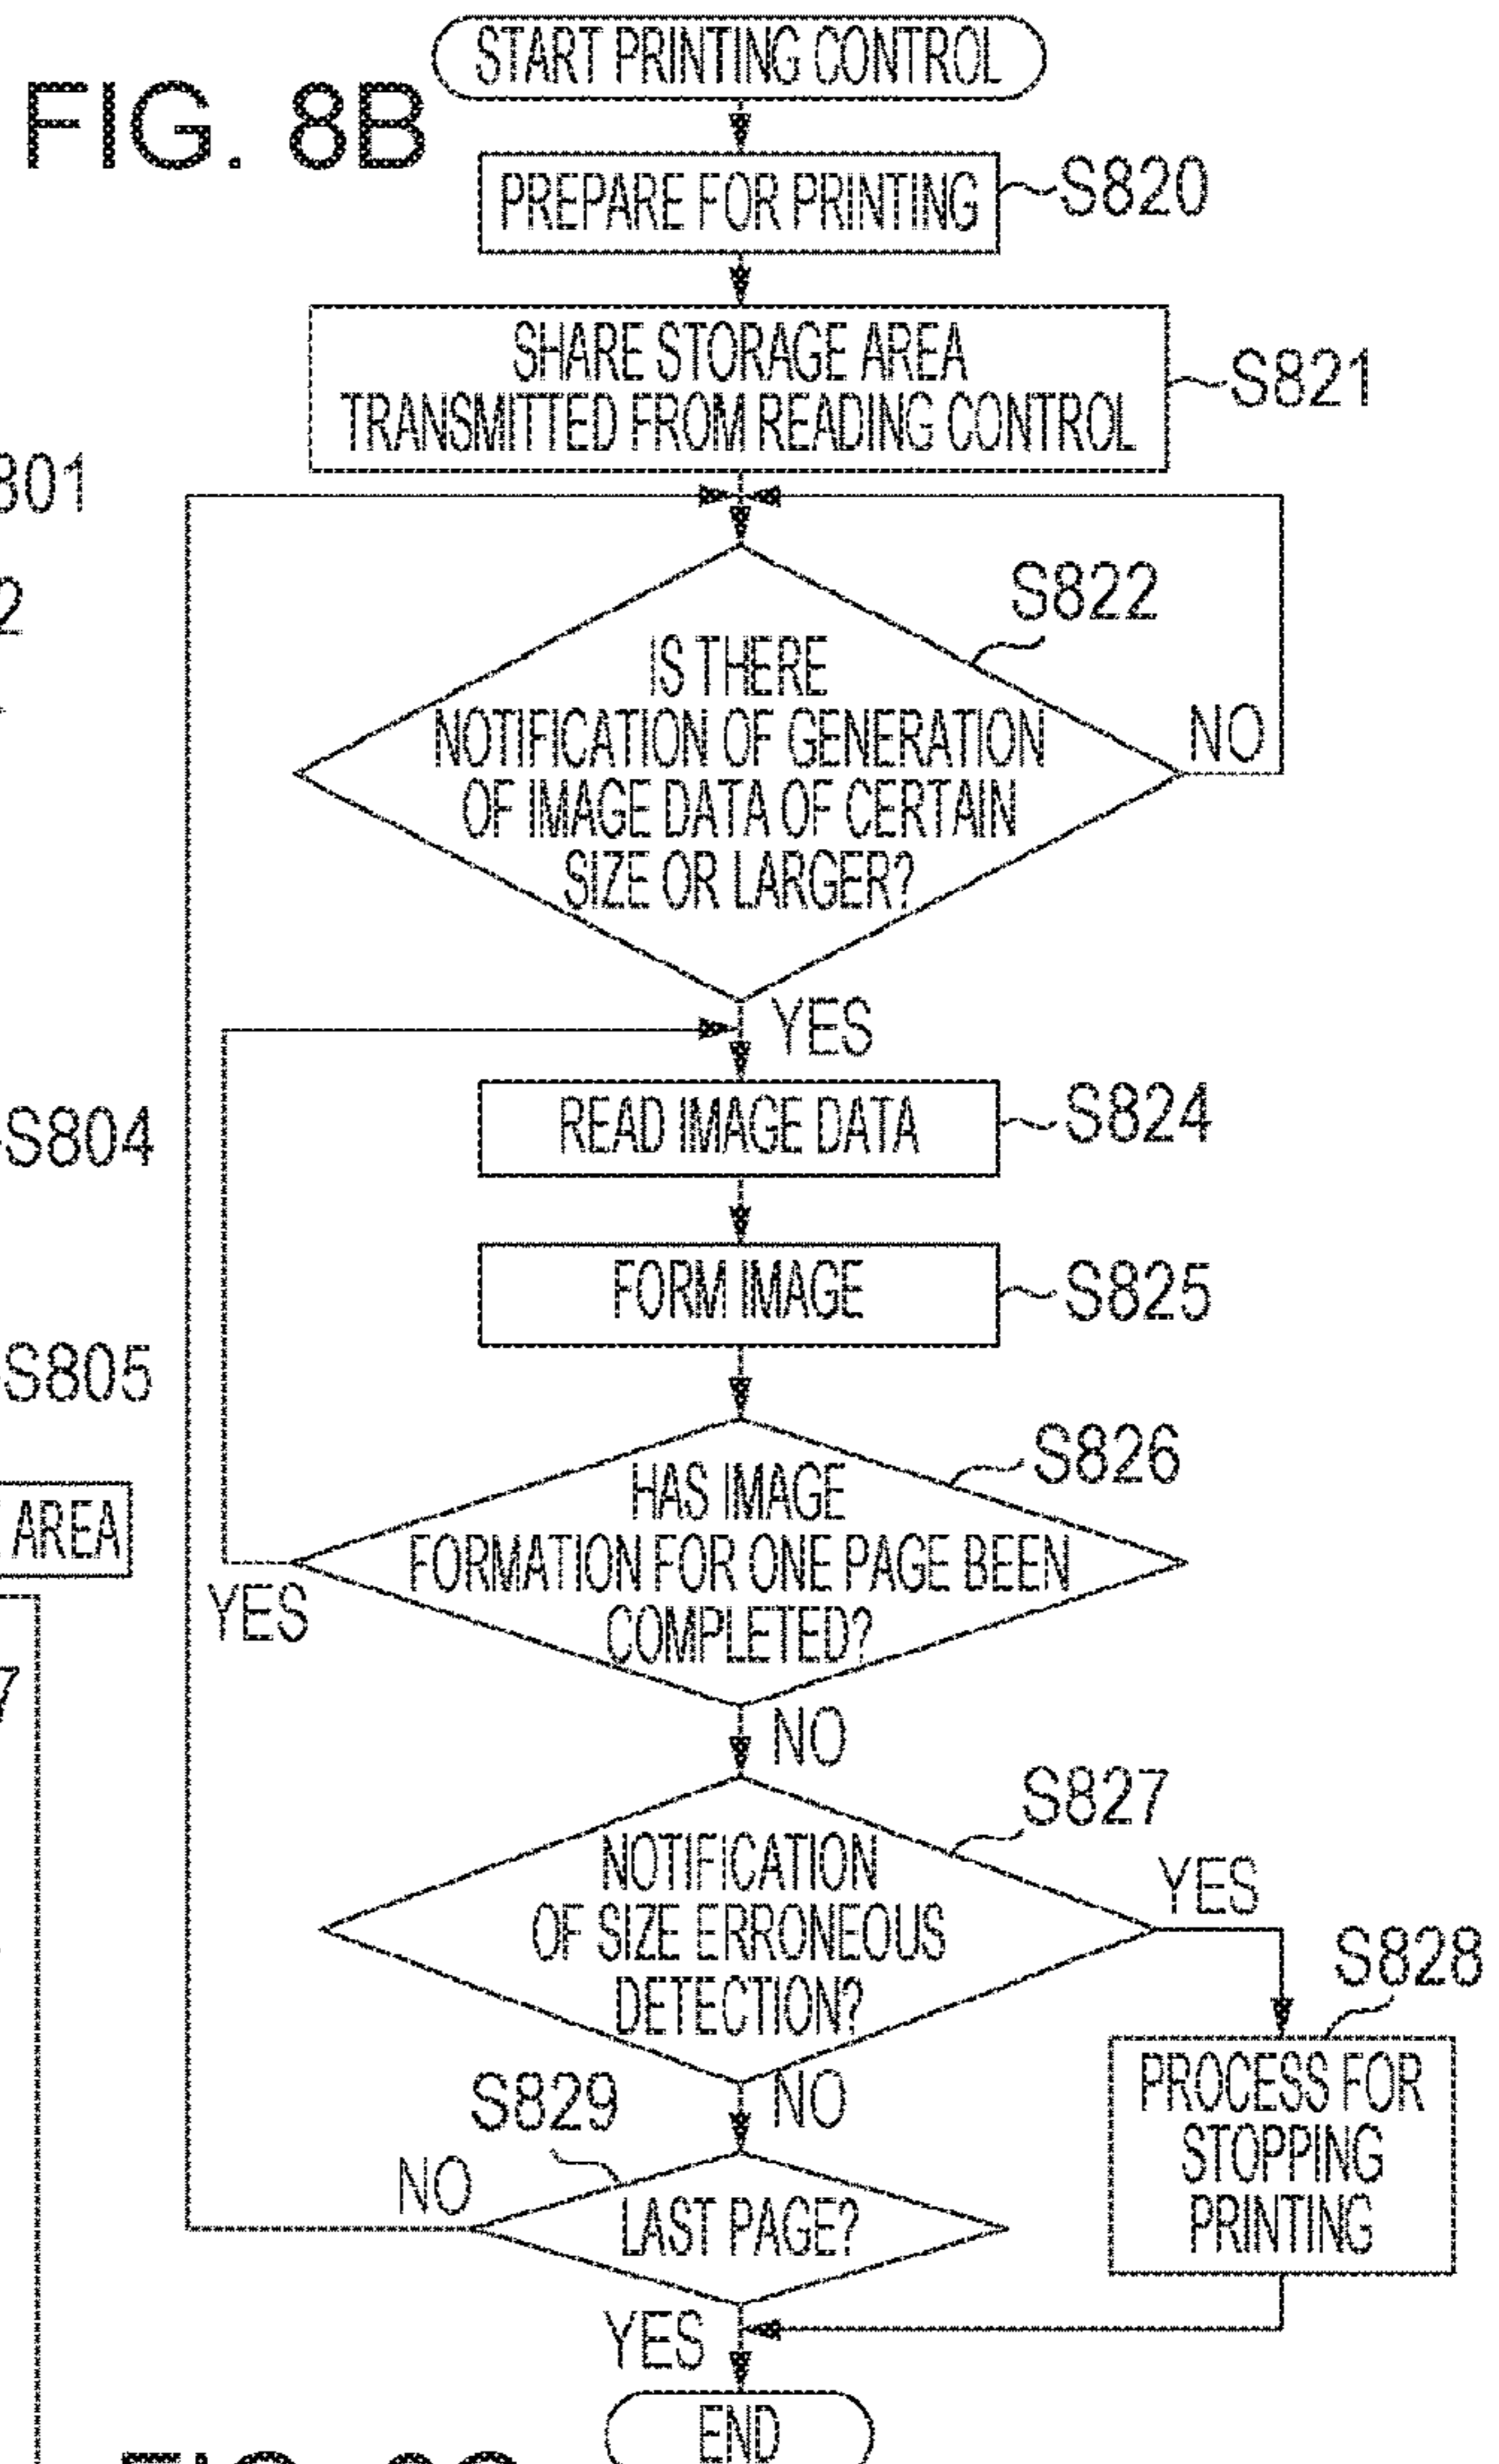 FIG. 8B
START PRINTING CONTROL
PREPARE FOR PRINTING
S820
SHARE STORAGE AREA
TRANSMITTED FROM READING CONTROL
S821
801
2
S822
IS THERE
NOTIFICATION OF GENERATION
OF IMAGE DATA OF CERTAIN
SIZE OR LARGER?
NO
YES
READ IMAGE DATA
S824
S804
FORM IMAGE
S825
S805
S826
HAS IMAGE
FORMATION FOR ONE PAGE BEEN
COMPLETED?
AREA
YES
7
NO
S827
NOTIFICATION
OF SIZE ERRONEOUS
DETECTION?
YES
S828
PROCESS FOR
STOPPING
PRINTING
NO
S829
NO
LAST PAGE?
YES
END